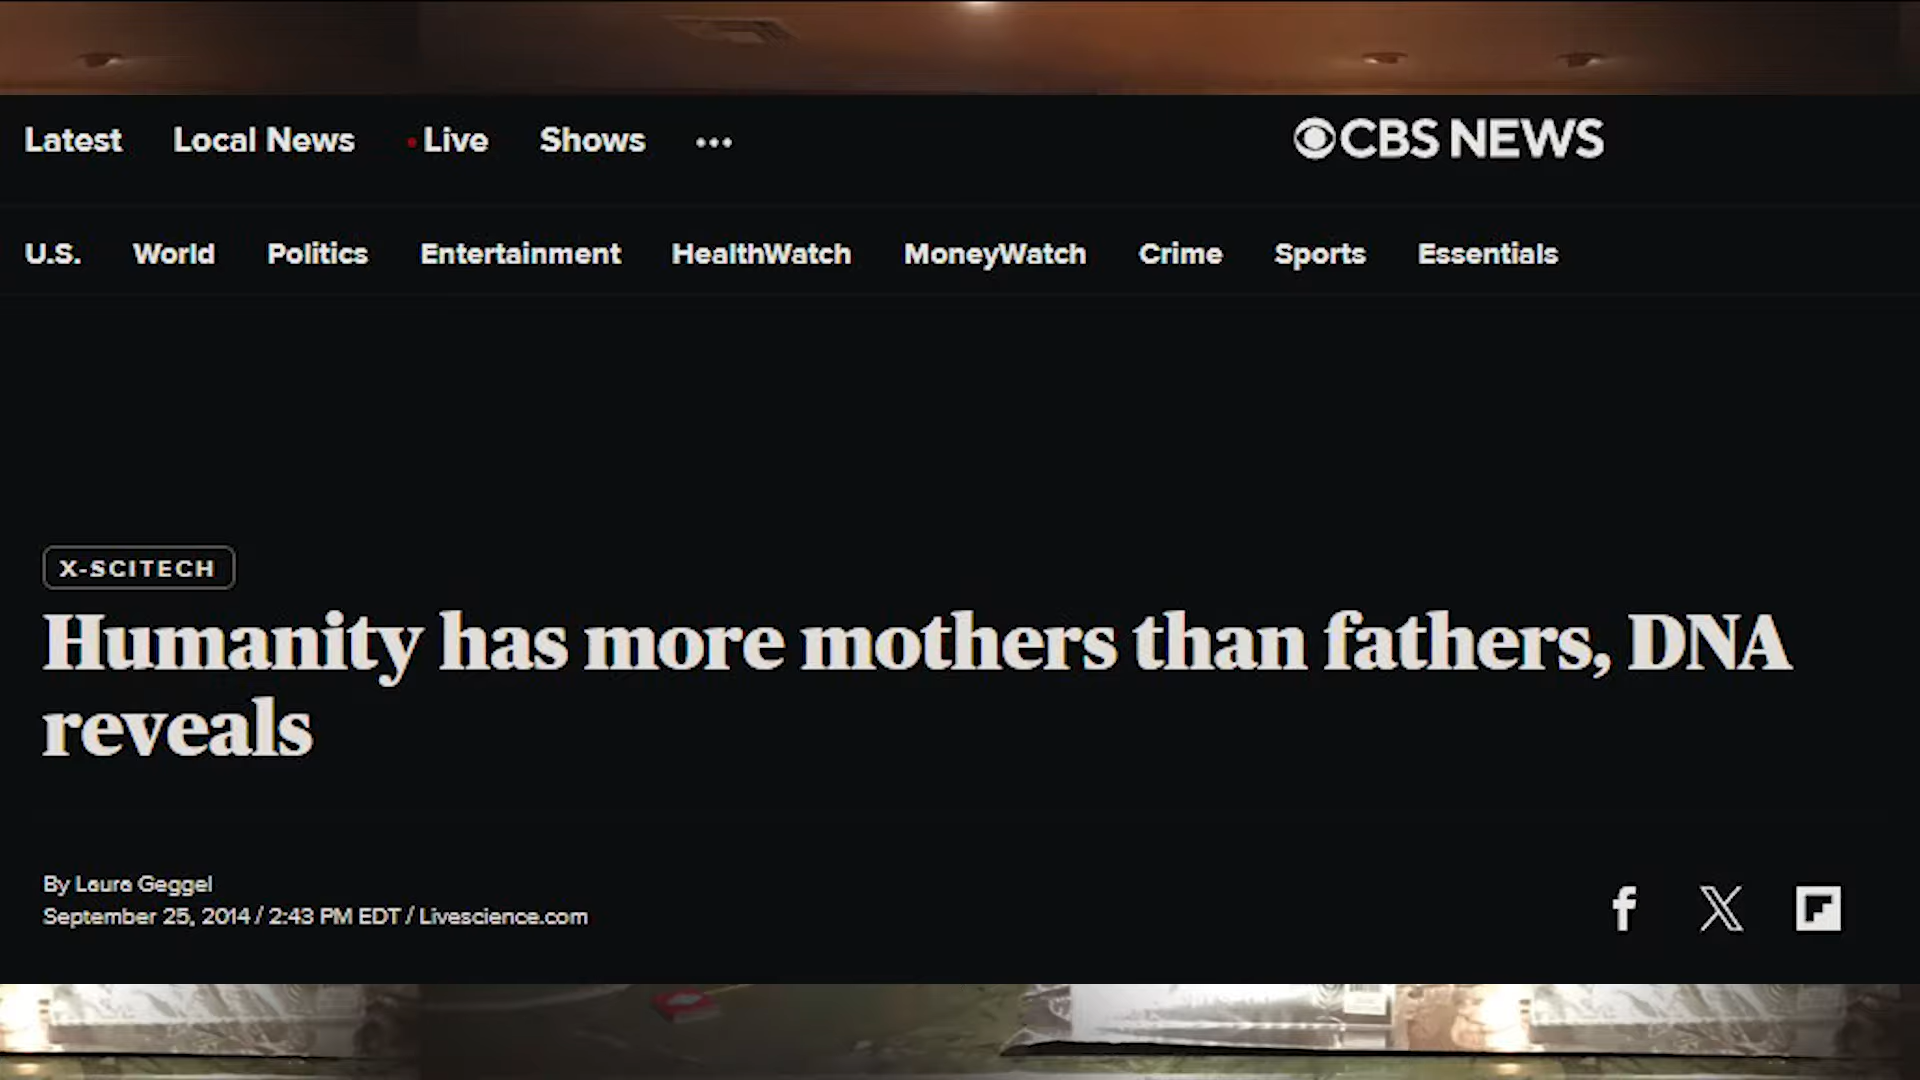 Latest Local News Live Shows ...
CBS NEWS
U.S. World Politics Entertainment HealthWatch MoneyWatch Crime Sports Essentials
X-SCITECH
Humanity has more mothers than fathers, DNA
reveals
By Laura Geggel
September 25, 2014 / 2:43 PM EDT / Livescience.com